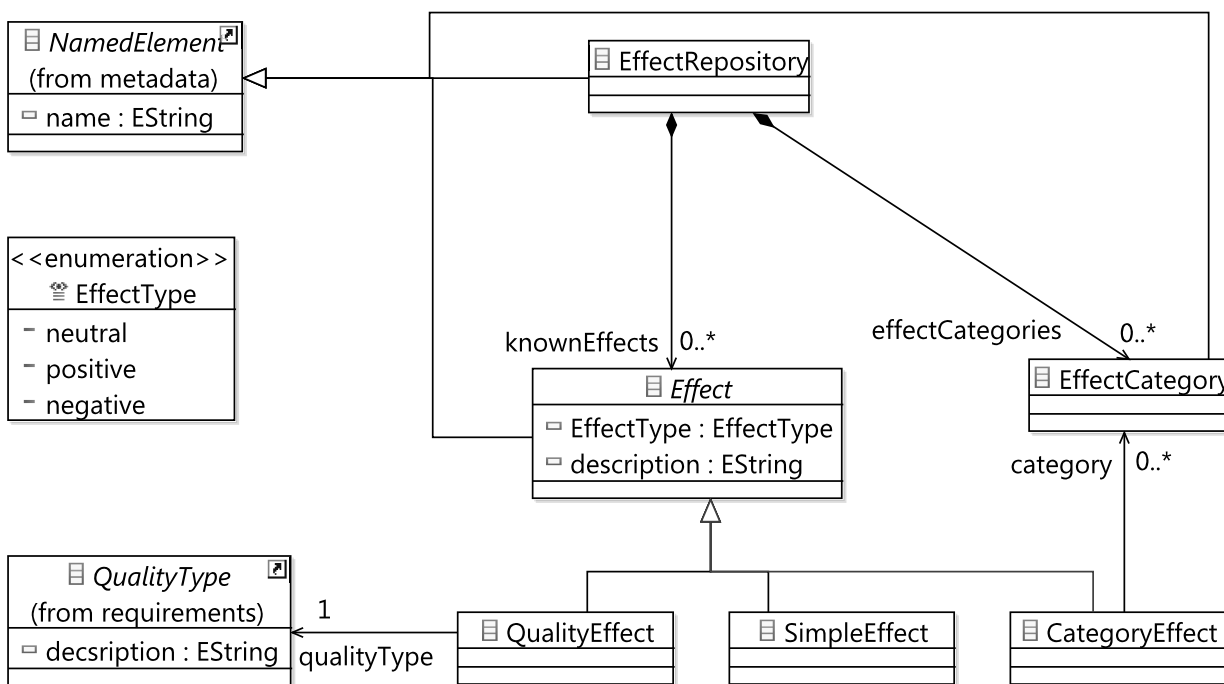 NamedElement
(from metadata)
name : EString
EffectRepository
<<enumeration>>
EffectType
neutral
positive
negative
knownEffects
0..*
effectCategories
0..*
Effect
EffectType : EffectType
description : EString
EffectCategory
category
0..*
QualityType
(from requirements)
decsription : EString
1
qualityType
QualityEffect
SimpleEffect
CategoryEffect